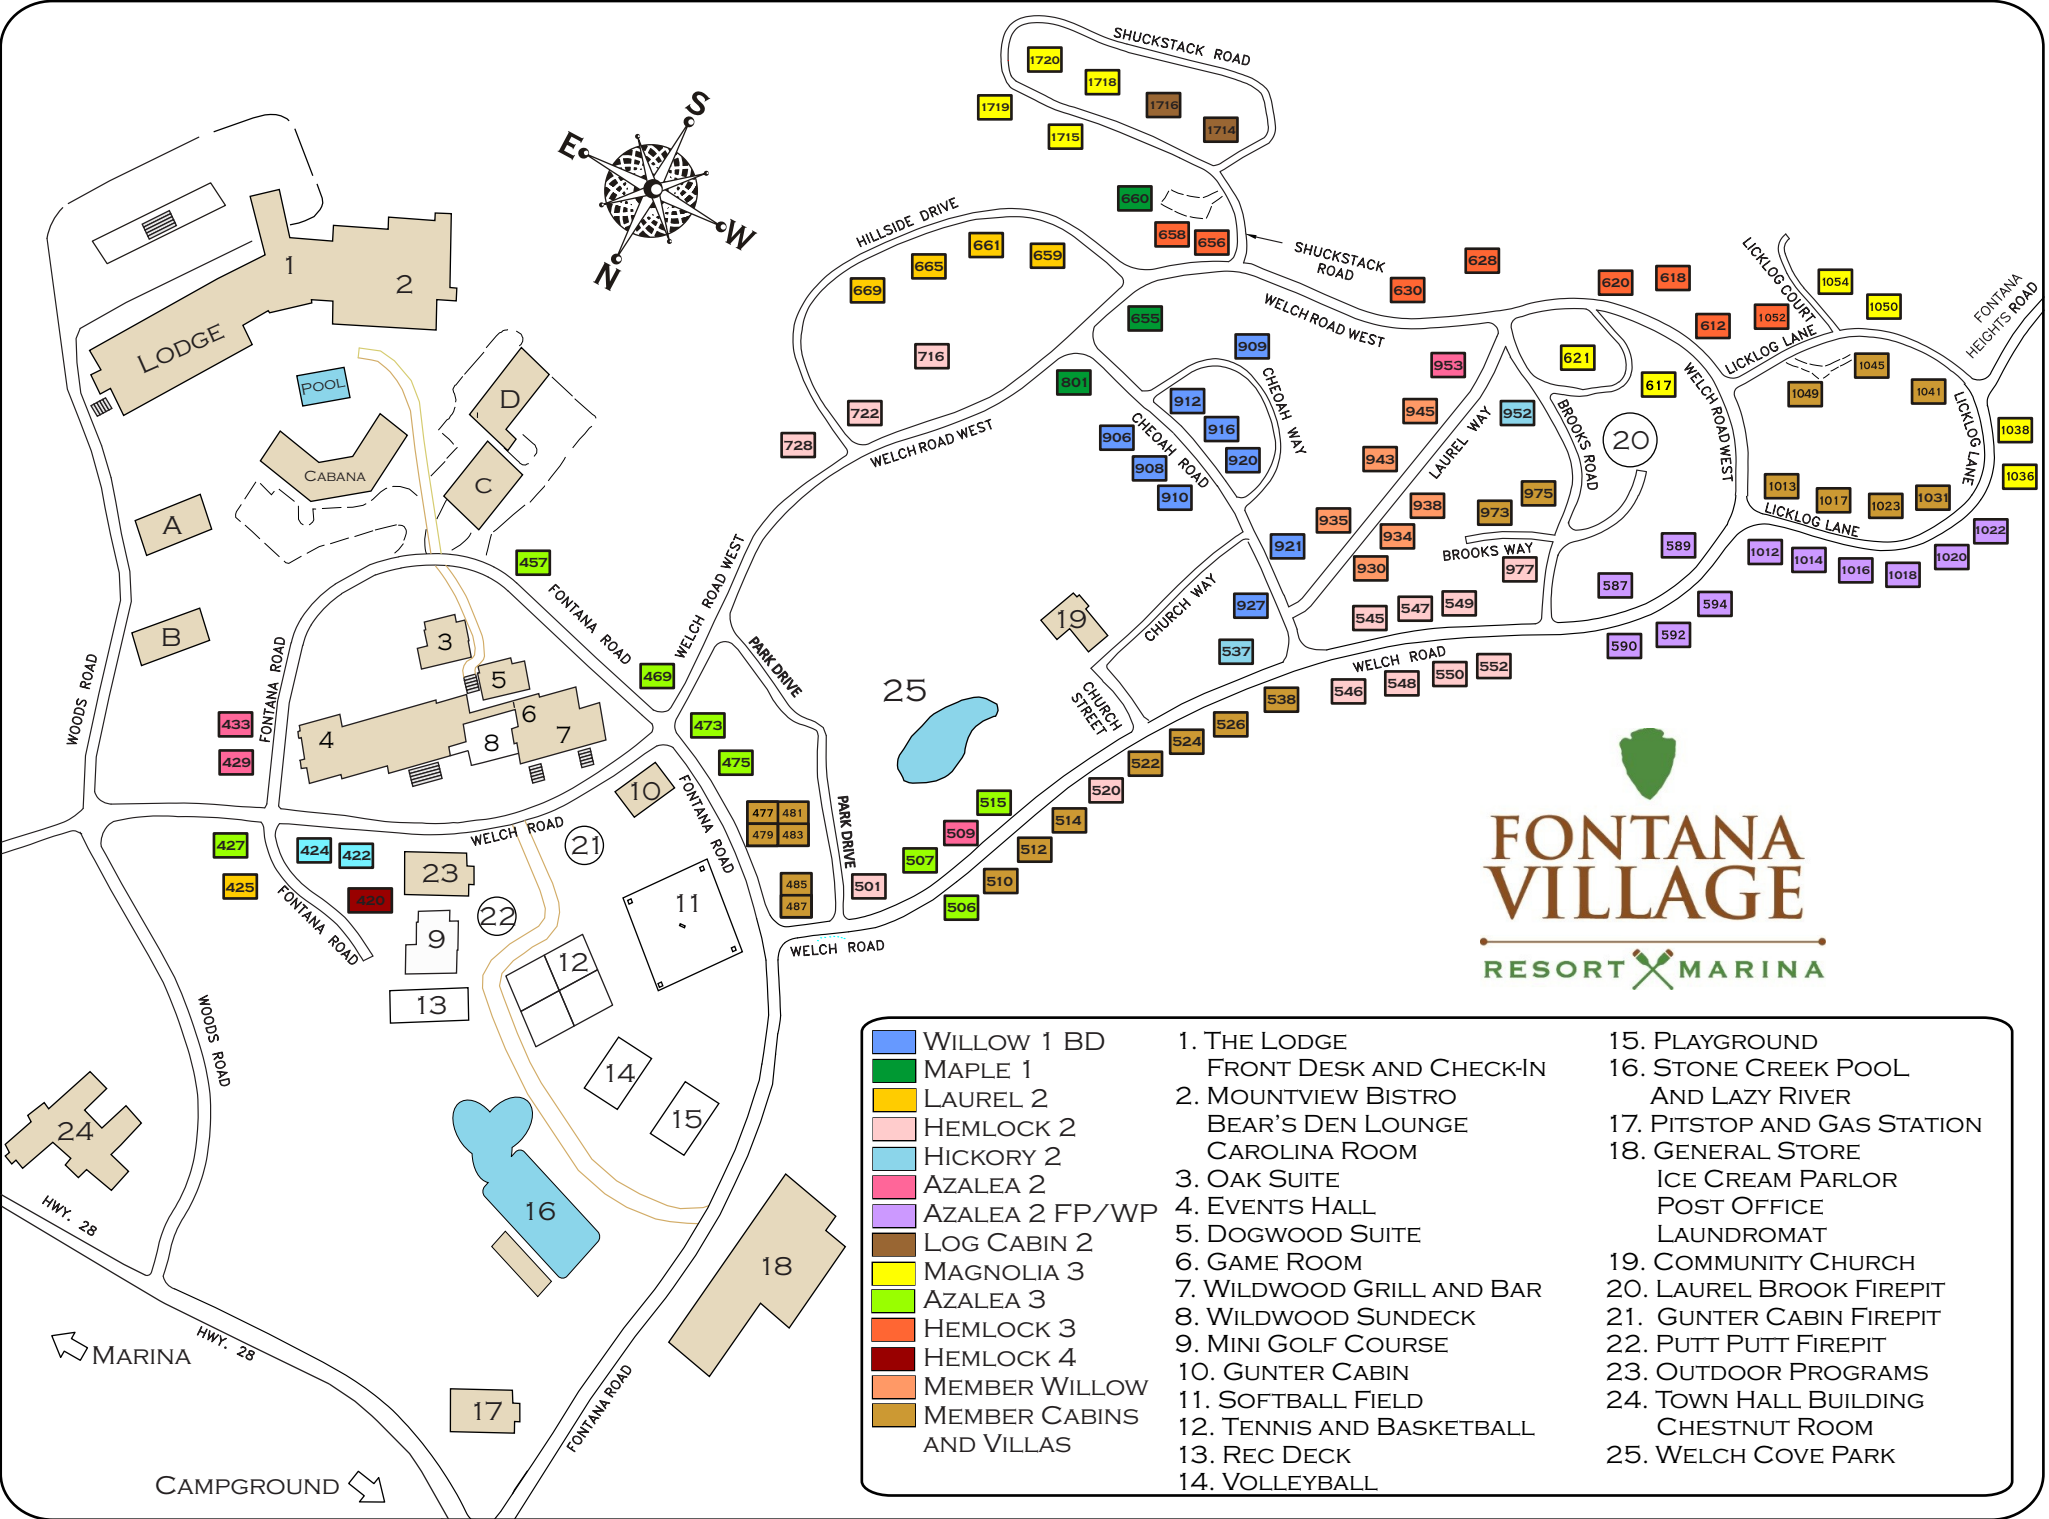 SHUCKSTACK ROAD
1720
1718
1719
1716
1715
1714
S
E
W
N
660
658
656
HILLSIDE DRIVE
661
659
665
669
SHUCKSTACK
ROAD
628
630
620
618
612
1052
LICKLOG COURT
1054
1050
FONTANA
HEIGHTS ROAD
1
2
LODGE
POOL
CABANA
D
C
A
B
WOODS ROAD
655
WELCH ROAD WEST
716
722
728
801
WELCH ROAD WEST
909
912
916
920
906
908
910
CHEOAH WAY
CHEOAH ROAD
953
945
943
952
LAUREL WAY
BROOKS ROAD
621
617
20
WELCH ROAD WEST
LICKLOG LANE
1045
1049
1041
LICKLOG LANE
1038
1036
1013
1017
1023
1031
LICKLOG LANE
1022
1020
1012
1014
1016
1018
938
935
934
930
973
975
BROOKS WAY
977
589
587
594
592
590
921
927
537
545
547
549
546
548
550
552
WELCH ROAD
19
CHURCH WAY
CHURCH
STREET
457
FONTANA ROAD
WELCH ROAD WEST
469
PARK DRIVE
473
475
FONTANA ROAD
3
5
6
4
8
7
433
429
10
FONTANA ROAD
477
481
479
483
485
487
PARK DRIVE
25
538
526
524
522
520
515
514
509
512
507
510
501
506
WELCH ROAD
WELCH ROAD
21
427
424
422
425
420
FONTANA ROAD
23
22
9
13
11
12
14
15
16
17
18
24
WOODS ROAD
HWY. 28
HWY. 28
FONTANA ROAD
MARINA
CAMPGROUND
FONTANA
VILLAGE
RESORT MARINA
WILLOW 1 BD
MAPLE 1
LAUREL 2
HEMLOCK 2
HICKORY 2
AZALEA 2
AZALEA 2 FP/WP
LOG CABIN 2
MAGNOLIA 3
AZALEA 3
HEMLOCK 3
HEMLOCK 4
MEMBER WILLOW
MEMBER CABINS
AND VILLAS
1. THE LODGE
FRONT DESK AND CHECK-IN
2. MOUNTVIEW BISTRO
BEAR'S DEN LOUNGE
CAROLINA ROOM
3. OAK SUITE
4. EVENTS HALL
5. DOGWOOD SUITE
6. GAME ROOM
7. WILDWOOD GRILL AND BAR
8. WILDWOOD SUNDECK
9. MINI GOLF COURSE
10. GUNTER CABIN
11. SOFTBALL FIELD
12. TENNIS AND BASKETBALL
13. REC DECK
14. VOLLEYBALL
15. PLAYGROUND
16. STONE CREEK POOL
AND LAZY RIVER
17. PITSTOP AND GAS STATION
18. GENERAL STORE
ICE CREAM PARLOR
POST OFFICE
LAUNDROMAT
19. COMMUNITY CHURCH
20. LAUREL BROOK FIREPIT
21. GUNTER CABIN FIREPIT
22. PUTT PUTT FIREPIT
23. OUTDOOR PROGRAMS
24. TOWN HALL BUILDING
CHESTNUT ROOM
25. WELCH COVE PARK